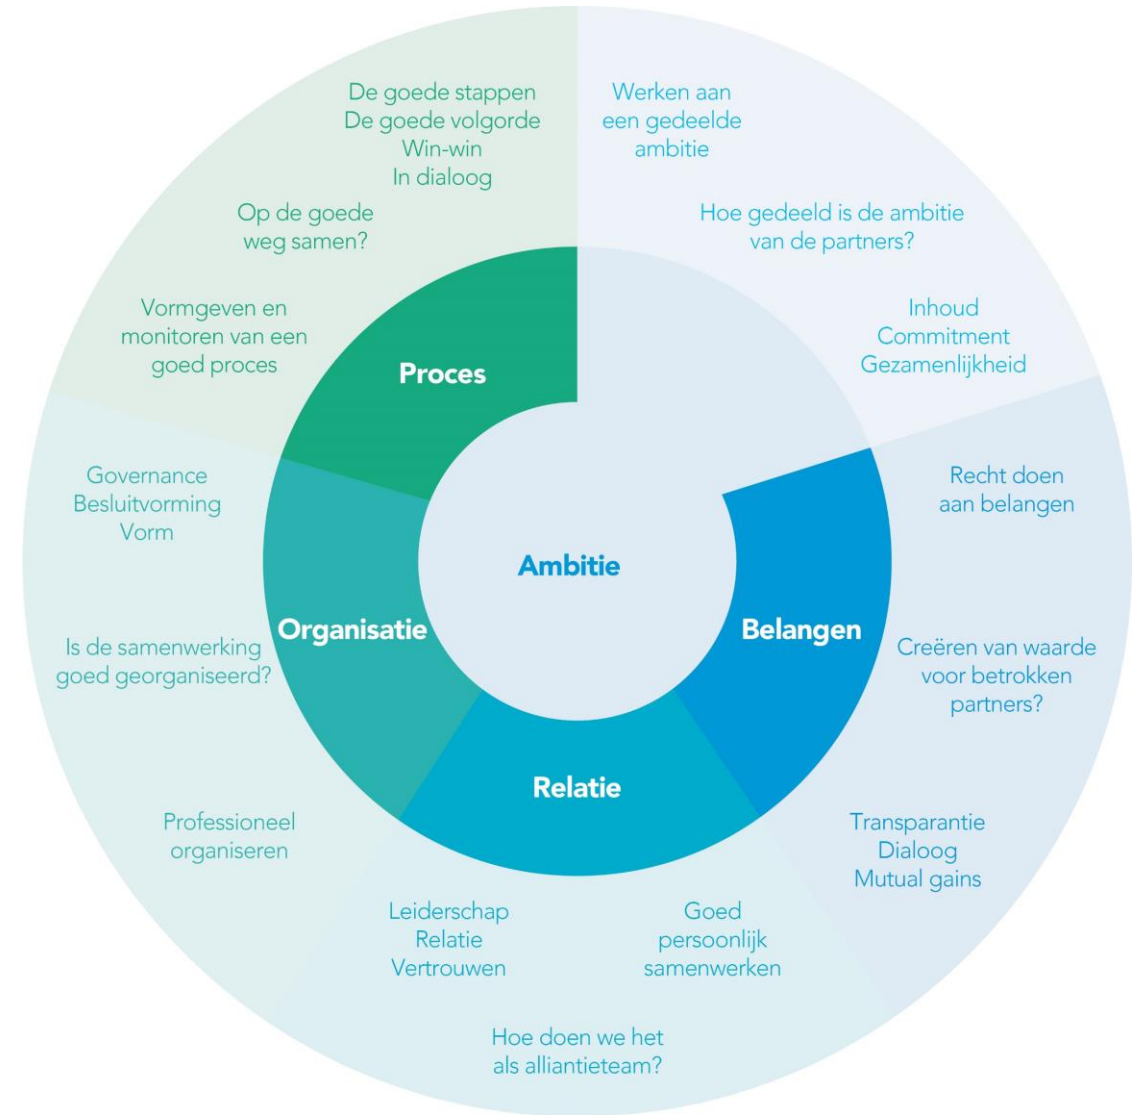 De goede stappen
De goede volgorde
Win-win
In dialoog
Op de goede
weg samen?
Vormgeven en
monitoren van een
goed proces
Proces
Werken aan
een gedeelde
ambitie
Hoe gedeeld is de ambitie
van de partners?
Inhoud
Commitment
Gezamenlijkheid
Ambitie
Recht doen
aan belangen
Creëren van waarde
voor betrokken
partners?
Transparantie
Dialoog
Mutual gains
Belangen
Goed
persoonlijk
samenwerken
Hoe doen we het
als alliantieteam?
Leiderschap
Relatie
Vertrouwen
Relatie
Professioneel
organiseren
Is de samenwerking
goed georganiseerd?
Governance
Besluitvorming
Vorm
Organisatie